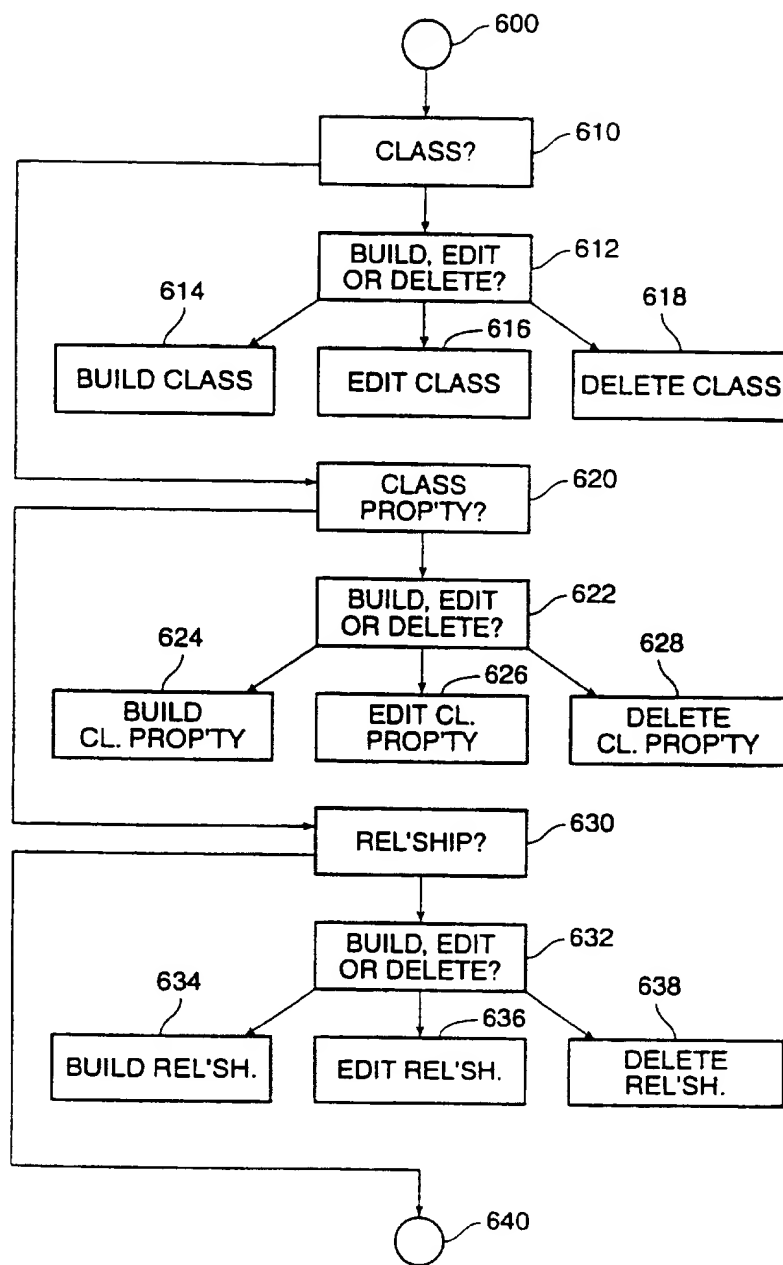 600
CLASS?
610
BUILD, EDIT
OR DELETE?
612
614
616
618
BUILD CLASS
EDIT CLASS
DELETE CLASS
CLASS
PROP'TY?
620
BUILD, EDIT
OR DELETE?
622
624
626
628
BUILD
CL. PROP'TY
EDIT CL.
PROP'TY
DELETE
CL. PROP'TY
REL'SHIP?
630
BUILD, EDIT
OR DELETE?
632
634
636
638
BUILD REL'SH.
EDIT REL'SH.
DELETE
REL'SH.
640